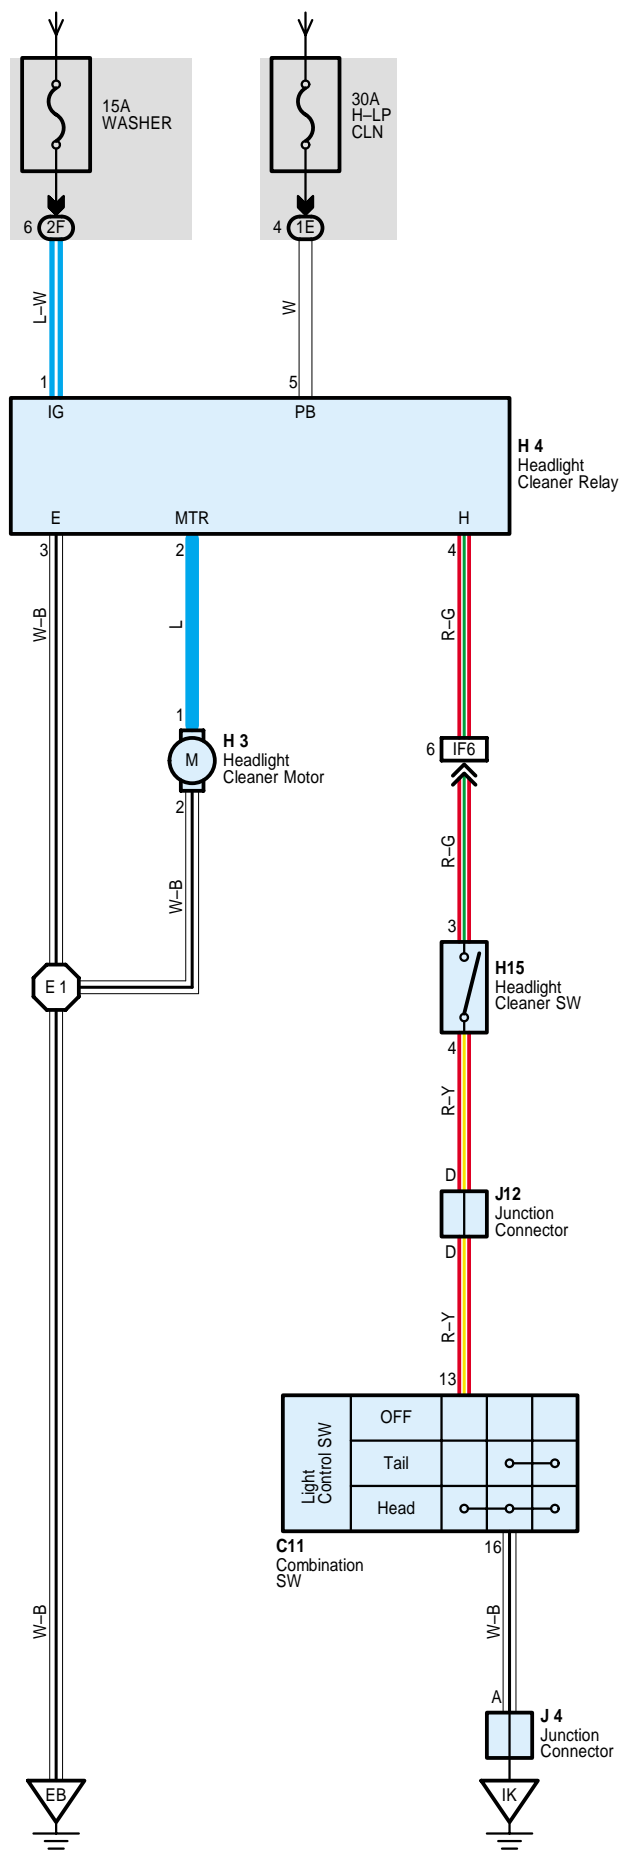 15A
WASHER
30A
H–LP
CLN
6
2F
4
1E
L–W
W
1
5
IG
PB
H 4
Headlight
Cleaner Relay
E
MTR
H
3
2
4
W–B
L
R–G
1
H 3
Headlight
Cleaner Motor
M
6
IF6
2
R–G
W–B
3
H15
Headlight
Cleaner SW
E 1
4
R–Y
D
J12
Junction
Connector
D
R–Y
13
Light
Control SW
OFF
Tail
Head
C11
Combination
SW
16
W–B
W–B
A
J 4
Junction
Connector
EB
IK